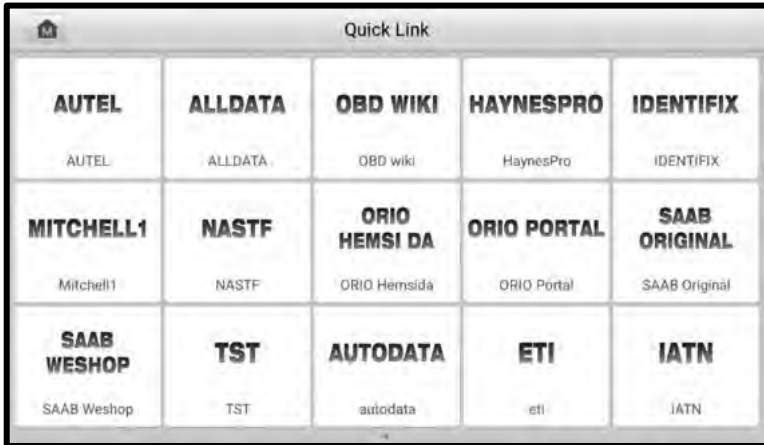 M
Quick Link
AUTEL
AUTEL
ALLDATA
ALLDATA
OBD WIKI
OBD wiki
HAYNESPRO
HaynesPro
IDENTIFIX
IDENTIFIX
MITCHELL1
Mitchell1
NASTF
NASTF
ORIO
HEMSI DA
ORIO Hemsida
ORIO PORTAL
ORIO Portal
SAAB
ORIGINAL
SAAB Original
SAAB
WESHOP
SAAB Weshop
TST
TST
AUTODATA
autodata
ETI
eti
IATN
IATN